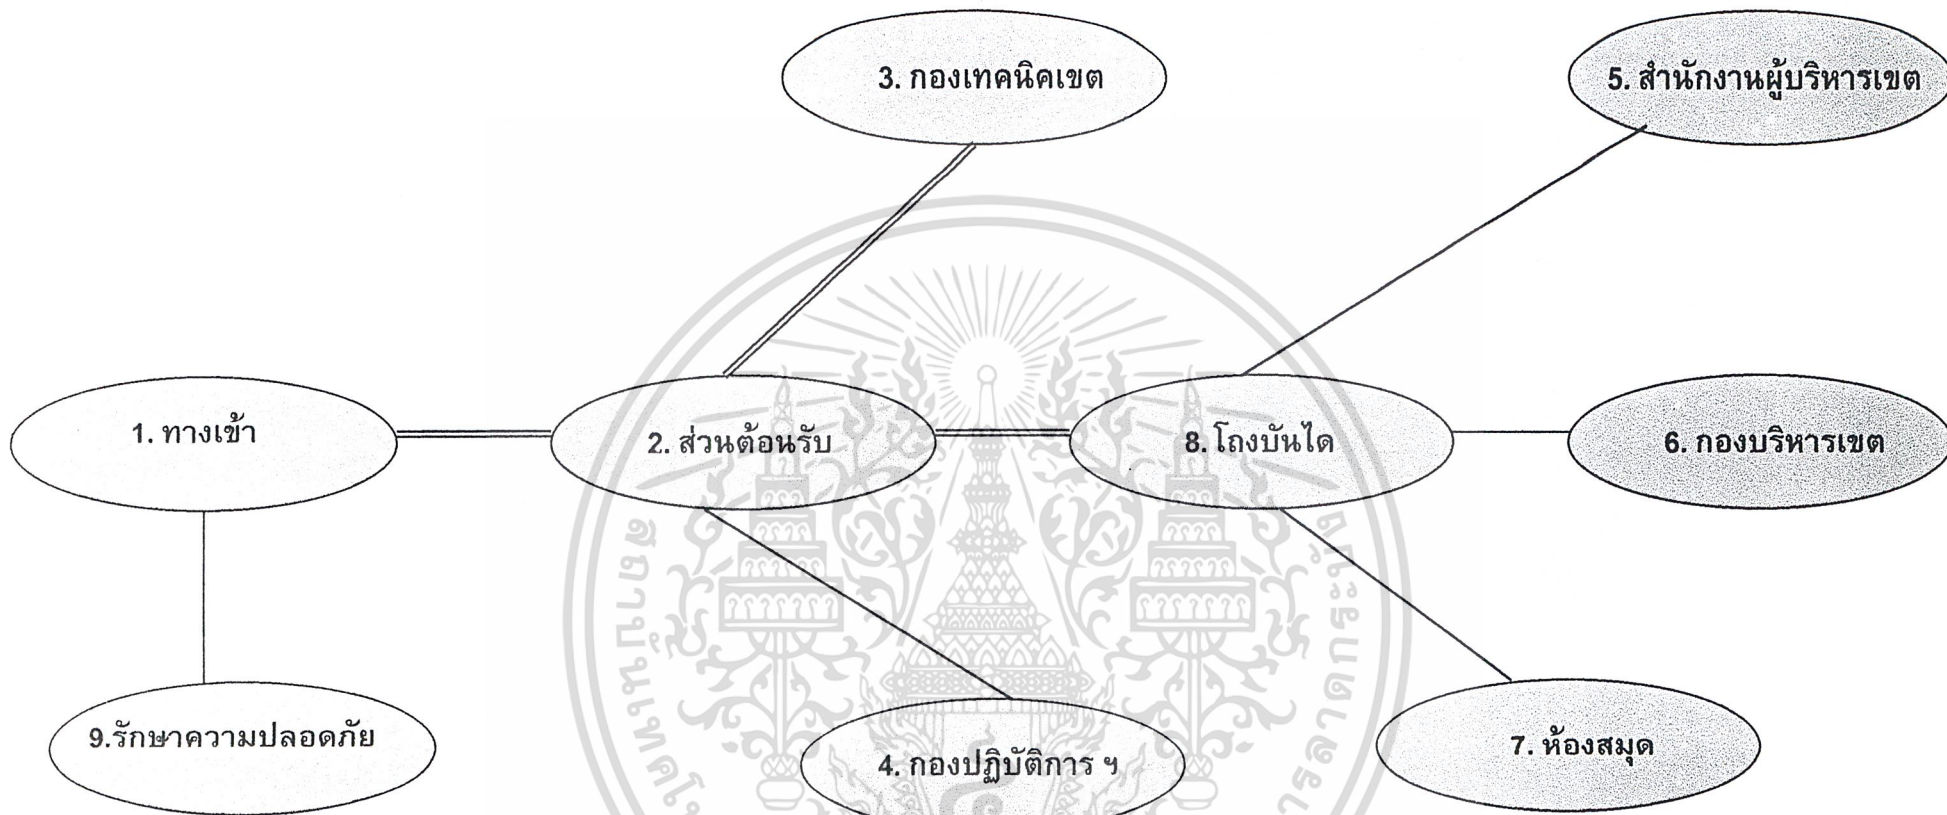 3. กองเทคนิคเขต
5. สำนักงานผู้บริหารเขต
1. ทางเข้า
2. ส่วนต้อนรับ
8. โถงบันได
6. กองบริหารเขต
9.รักษาความปลอดภัย
4. กองปฏิบัติการ ฯ
7. ห้องสมุด